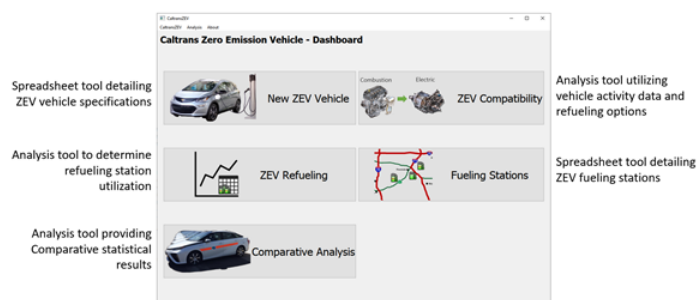 CaltransZEV
CaltransZEV Analysis About
Caltrans Zero Emission Vehicle - Dashboard
Spreadsheet tool detailing
ZEV vehicle specifications
New ZEV Vehicle
Combustion
Electric
ZEV Compatibility
Analysis tool utilizing
vehicle activity data and
refueling options
Analysis tool to determine
refueling station
utilization
ZEV Refueling
Fueling Stations
Spreadsheet tool detailing
ZEV fueling stations
Analysis tool providing
Comparative statistical
results
Comparative Analysis